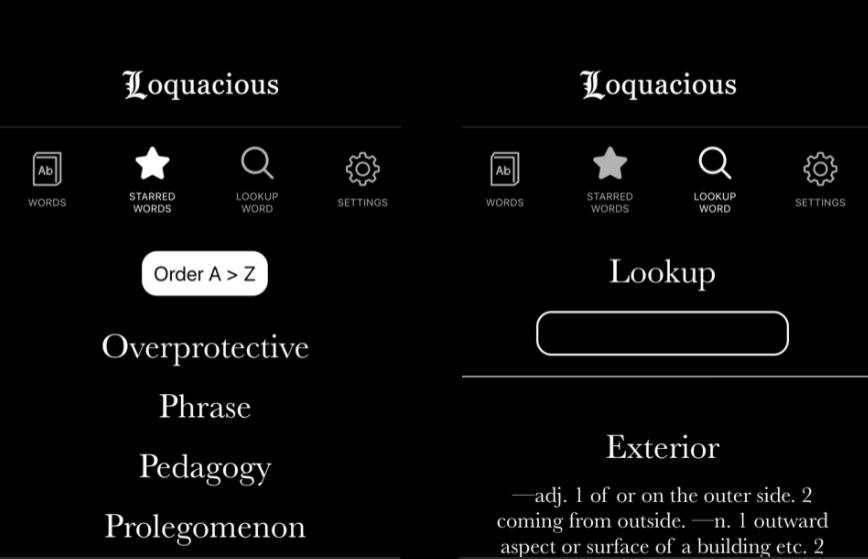 Loquacious
Ab
WORDS
STARRED
WORDS
LOOKUP
WORD
SETTINGS
Order A > Z
Overprotective
Phrase
Pedagogy
Prolegomenon
Loquacious
Ab
WORDS
STARRED
WORDS
LOOKUP
WORD
SETTINGS
Lookup
Exterior
—adj. 1 of or on the outer side. 2
coming from outside. —n. 1 outward
aspect or surface of a building etc. 2